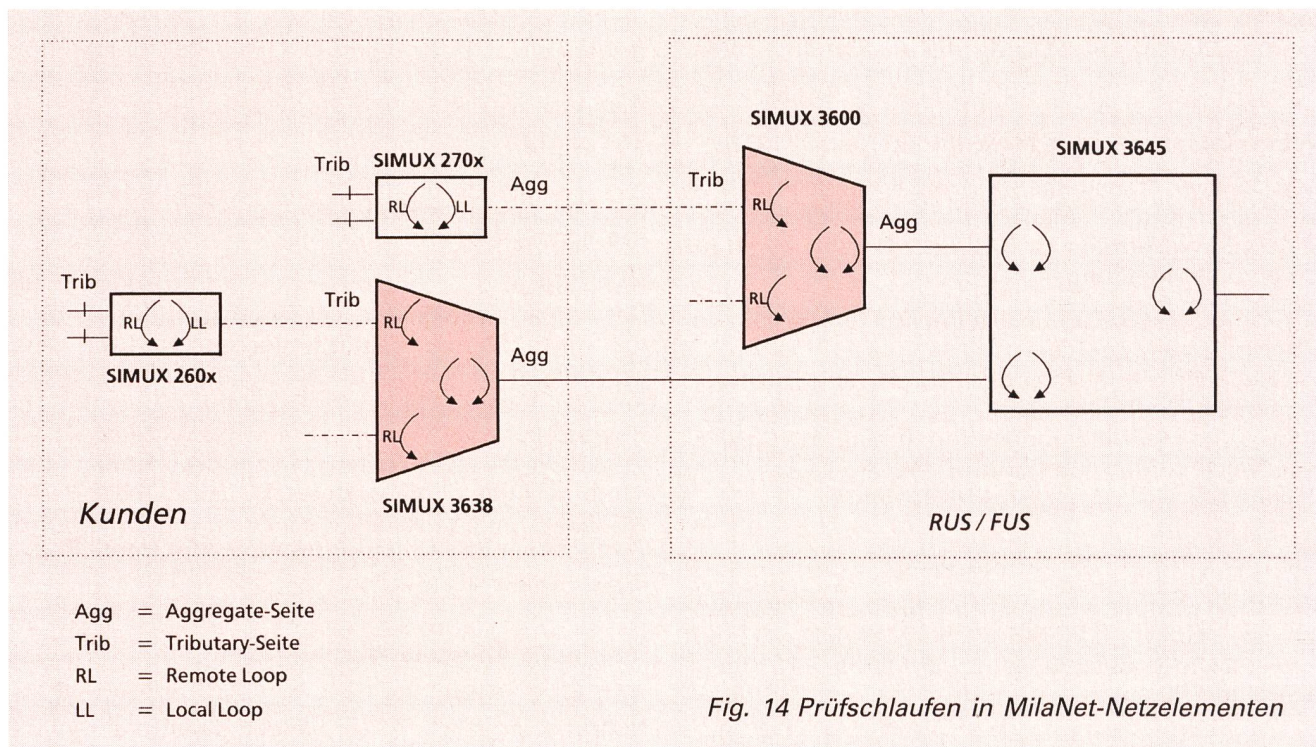 SIMUX 3600
SIMUX 3645
Trib
SIMUX 270x
Agg
RL
LL
Trib
RL
Agg
RL
Trib
RL
LL
SIMUX 260x
Trib
RL
Agg
RL
SIMUX 3638
Kunden
RUS / FUS
Agg = Aggregate-Seite
Trib = Tributary-Seite
RL = Remote Loop
LL = Local Loop
Fig. 14 Prüfschlaufen in MilaNet-Netzelementen